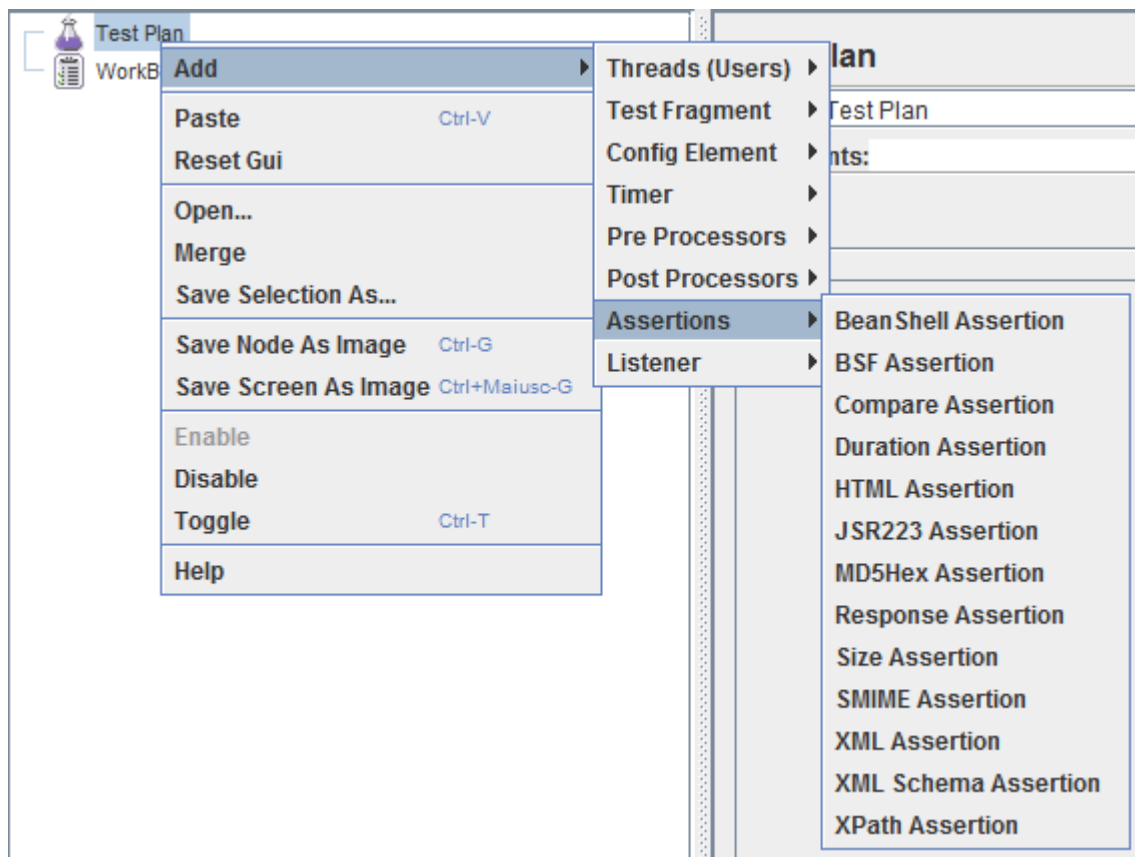 Test Plan
WorkB
Add
Paste Ctrl-V
Reset Gui
Open...
Merge
Save Selection As...
Save Node As Image Ctrl-G
Save Screen As Image Ctrl+Maiusc-G
Enable
Disable
Toggle Ctrl-T
Help
Threads (Users)
Test Fragment
Config Element
Timer
Pre Processors
Post Processors
Assertions
Listener
BeanShell Assertion
BSF Assertion
Compare Assertion
Duration Assertion
HTML Assertion
JSR223 Assertion
MD5Hex Assertion
Response Assertion
Size Assertion
SMIME Assertion
XML Assertion
XML Schema Assertion
XPath Assertion
lan
Test Plan
nts: